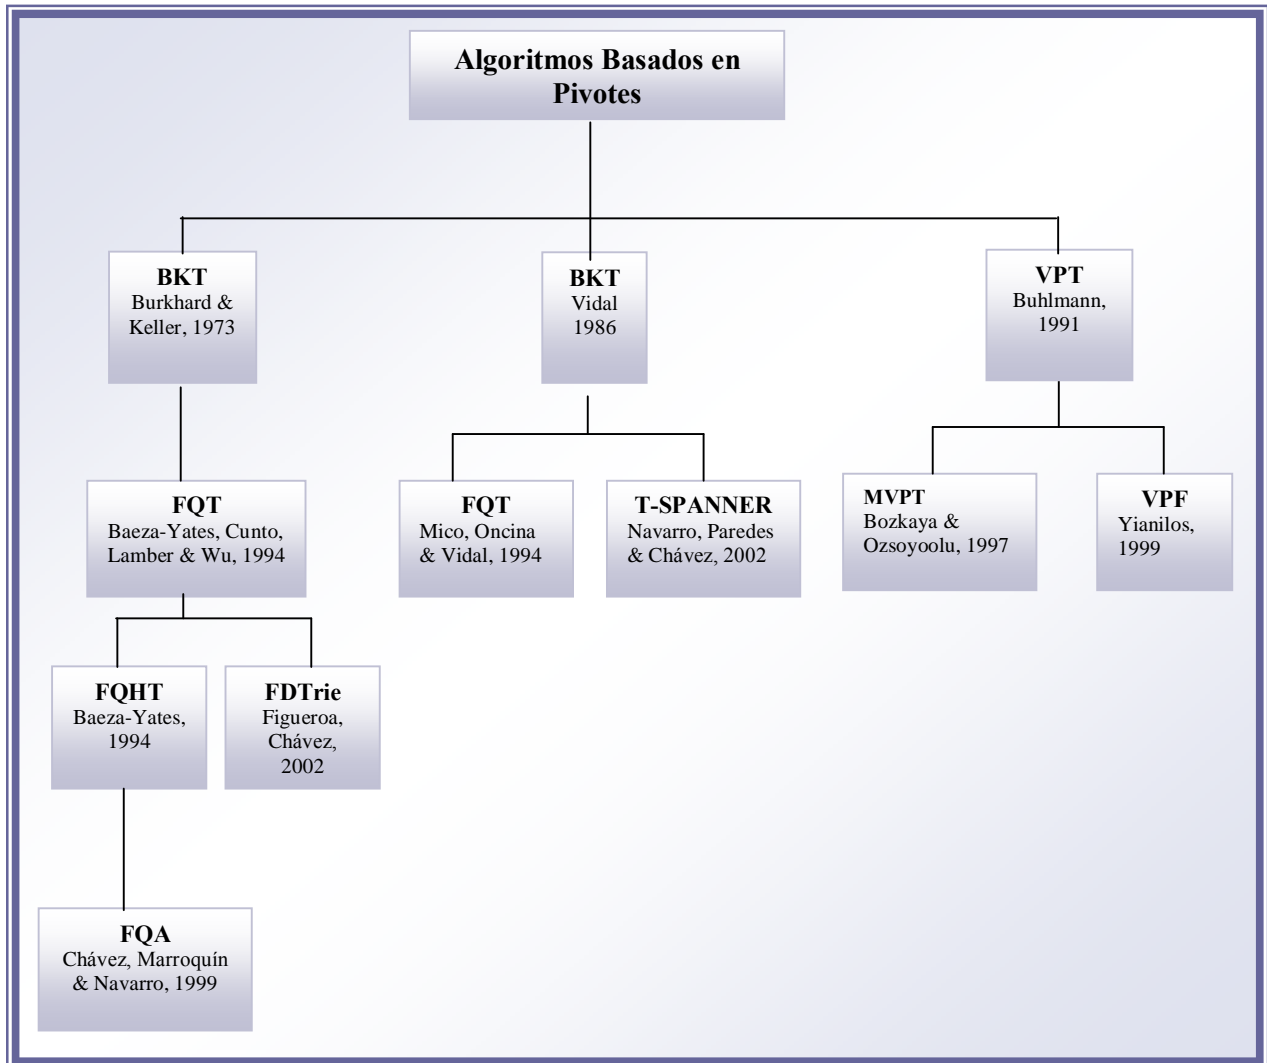 Algoritmos Basados en
Pivotes
BKT
Burkhard &
Keller, 1973
BKT
Vidal
1986
VPT
Buhlmann,
1991
FQT
Baeza-Yates, Cunto,
Lamber & Wu, 1994
FQT
Mico, Oncina
& Vidal, 1994
T-SPANNER
Navarro, Paredes
& Chávez, 2002
MVPT
Bozkaya &
Ozsoyoolu, 1997
VPF
Yianilos,
1999
FQHT
Baeza-Yates,
1994
FDTrie
Figueroa,
Chávez,
2002
FQA
Chávez, Marroquín
& Navarro, 1999